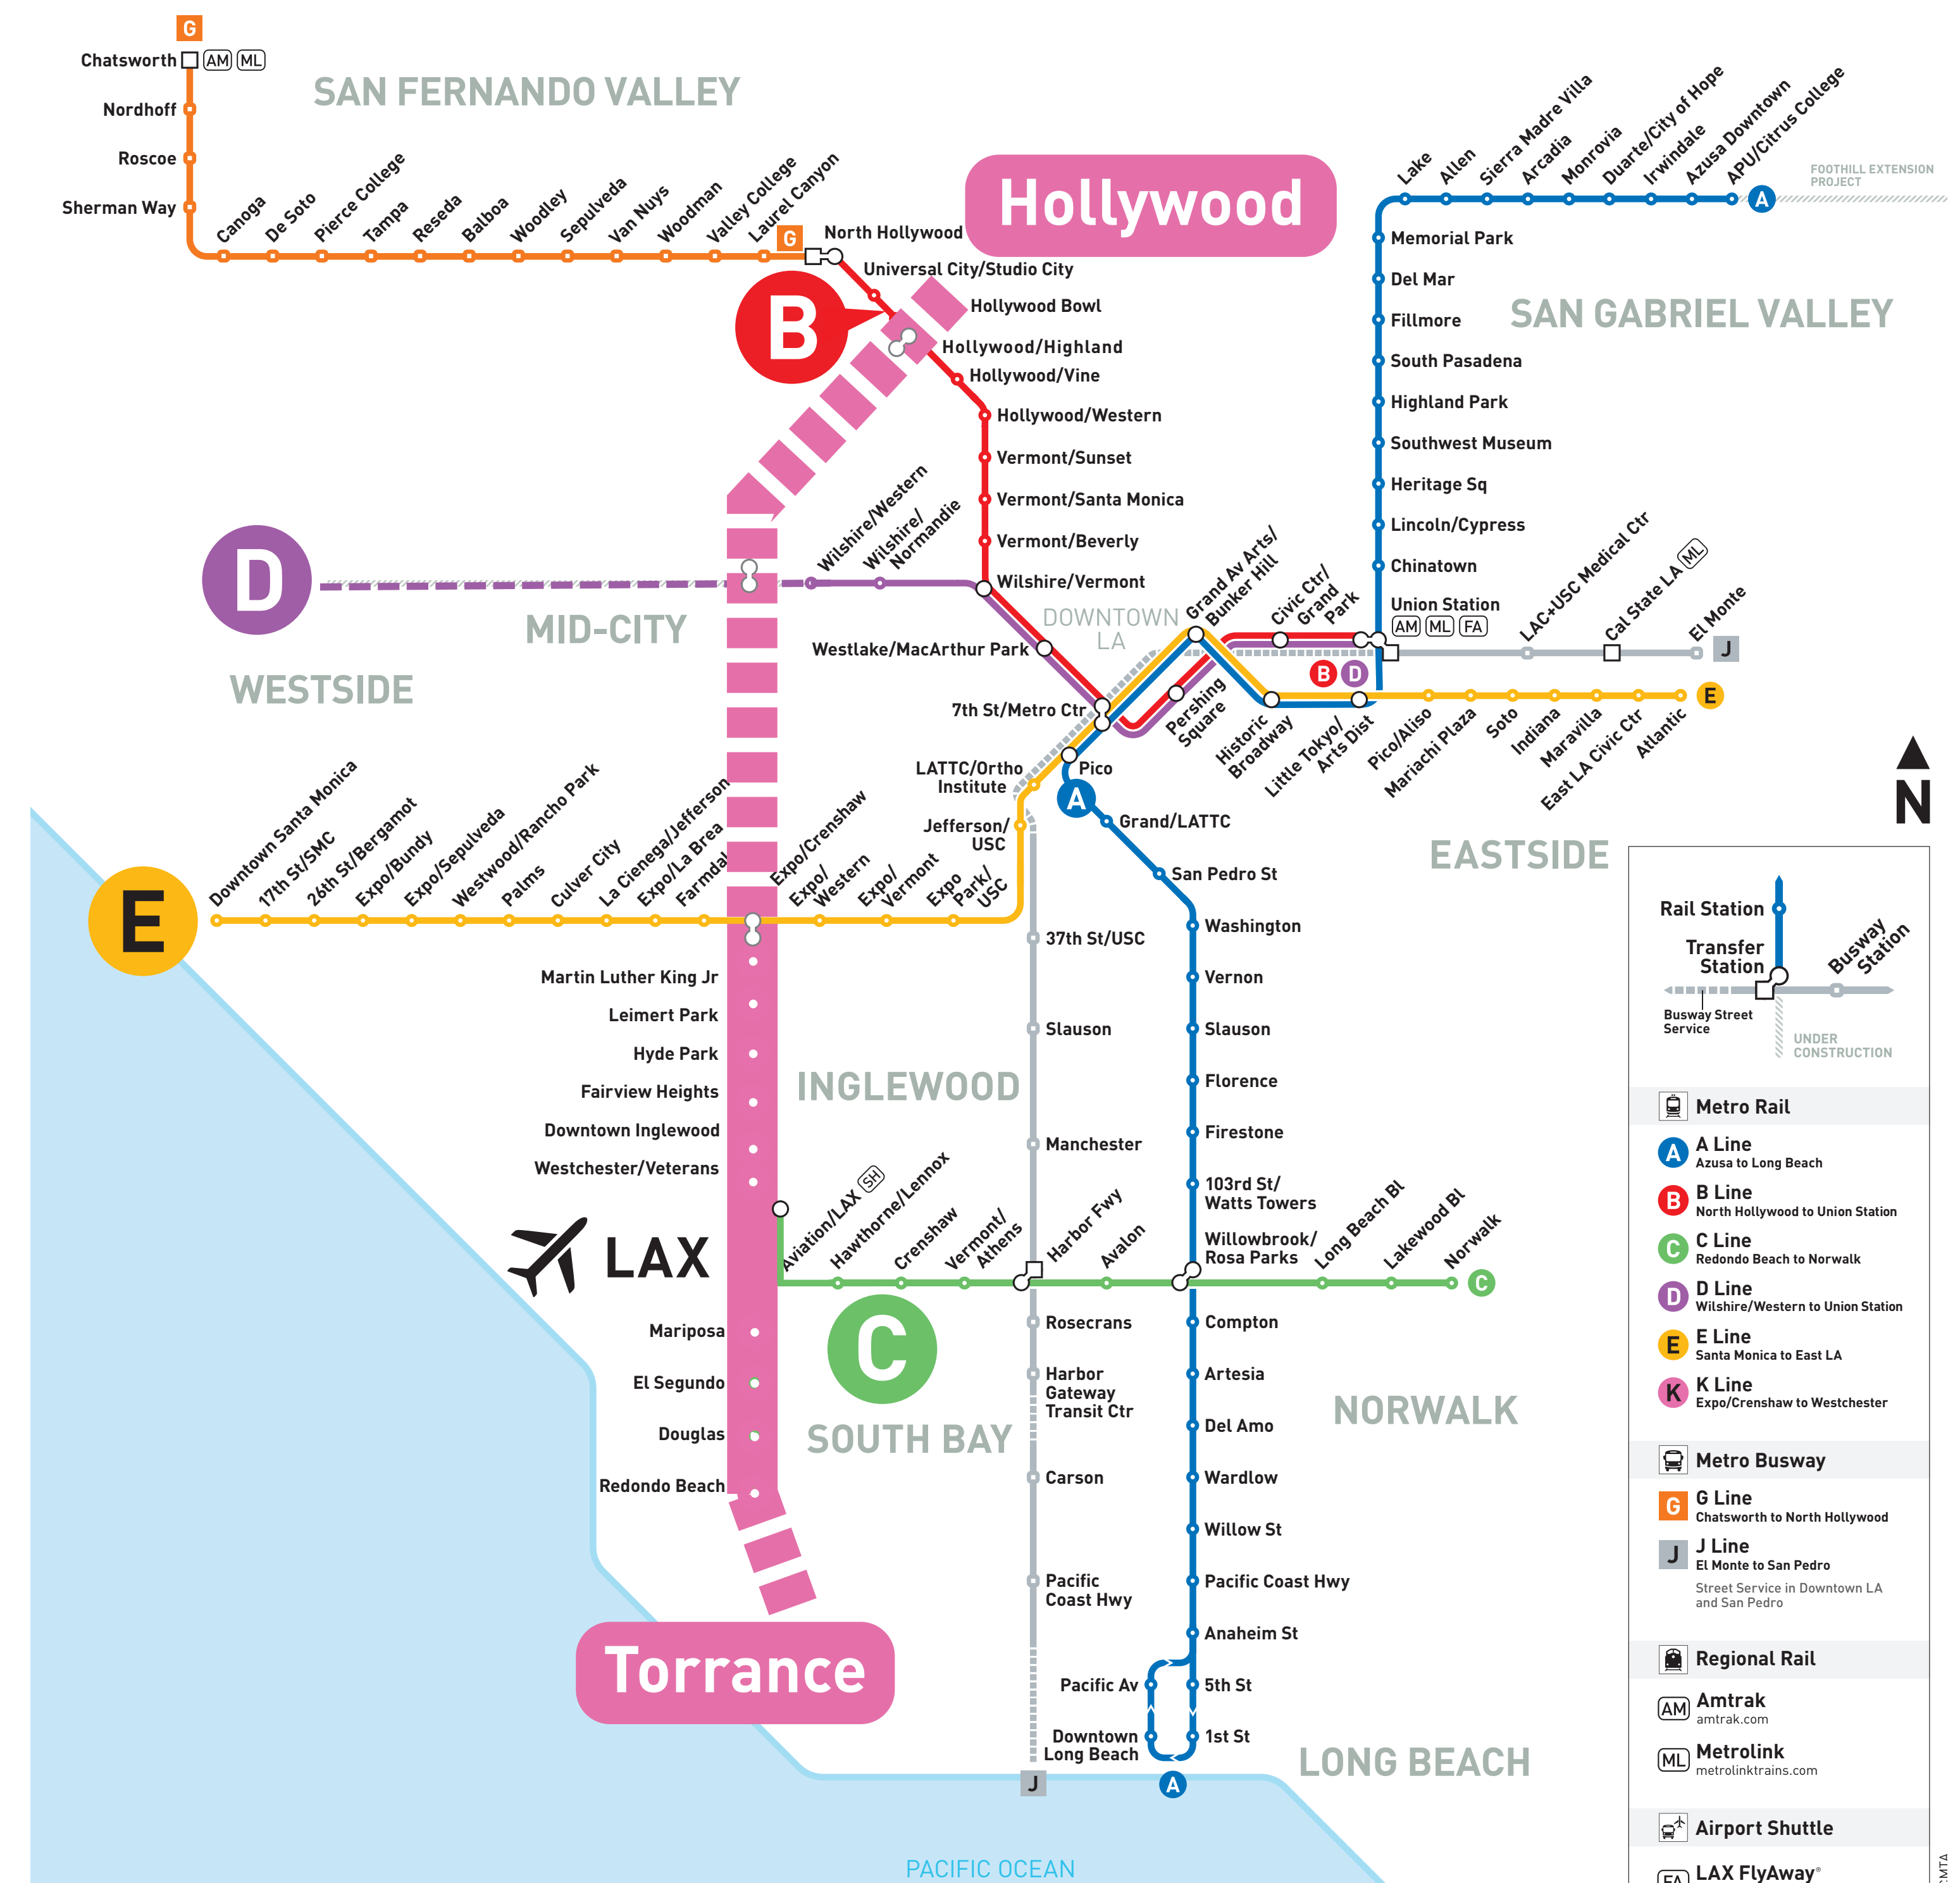 G
Chatsworth
AM
ML
SAN FERNANDO VALLEY
Nordhoff
Roscoe
Sherman Way
Canoga
De Soto
Pierce College
Tampa
Reseda
Balboa
Woodley
Sepulveda
Van Nuys
Woodman
Valley College
Laurel Canyon
G
North Hollywood
Hollywood
Universal City/Studio City
B
Hollywood Bowl
Hollywood/Highland
Hollywood/Vine
Hollywood/Western
Vermont/Sunset
Vermont/Santa Monica
Vermont/Beverly
Wilshire/Vermont
Lake
Allen
Sierra Madre Villa
Arcadia
Monrovia
Duarte/City of Hope
Irwindale
Azusa Downtown
APU/Citrus College
A
FOOTHILL EXTENSION
PROJECT
Memorial Park
Del Mar
Fillmore
South Pasadena
Highland Park
Southwest Museum
Heritage Sq
Lincoln/Cypress
Chinatown
Union Station
AM
ML
FA
SAN GABRIEL VALLEY
LAC+USC Medical Ctr
Cal State LA
ML
El Monte
J
D
Wilshire/Western
Wilshire/
Normandie
MID-CITY
WESTSIDE
DOWNTOWN
LA
Westlake/MacArthur Park
7th St/Metro Ctr
Grand Av Arts/
Bunker Hill
Civic Ctr/
Grand
Park
B
D
Pershing
Square
Historic
Broadway
Little Tokyo/
Arts Dist
Pico/Aliso
Mariachi Plaza
Soto
Indiana
Maravilla
East LA Civic Ctr
Atlantic
E
LATTC/Ortho
Institute
Pico
A
Jefferson/
USC
Grand/LATTC
San Pedro St
EASTSIDE
N
E
Downtown Santa Monica
17th St/SMC
26th St/Bergamot
Expo/Bundy
Expo/Sepulveda
Westwood/Rancho Park
Palms
Culver City
La Cienega/Jefferson
Expo/La Brea
Farmdal
Expo/Crenshaw
Expo/
Western
Expo/
Vermont
Expo
Park/
USC
Martin Luther King Jr
Leimert Park
Hyde Park
Fairview Heights
Downtown Inglewood
Westchester/Veterans
INGLEWOOD
37th St/USC
Slauson
Manchester
Washington
Vernon
Slauson
Florence
Firestone
103rd St/
Watts Towers
Willowbrook/
Rosa Parks
LAX
Aviation/LAX
SH
Hawthorne/Lennox
Crenshaw
Vermont/
Athens
Harbor Fwy
Avalon
Long Beach Bl
Lakewood Bl
Norwalk
C
Mariposa
El Segundo
Douglas
Redondo Beach
C
SOUTH BAY
Rosecrans
Harbor
Gateway
Transit Ctr
Carson
Pacific
Coast Hwy
Compton
Artesia
Del Amo
Wardlow
Willow St
Pacific Coast Hwy
Anaheim St
NORWALK
Torrance
Pacific Av
5th St
Downtown
Long Beach
1st St
LONG BEACH
J
A
PACIFIC OCEAN
Rail Station
Transfer
Station
Busway
Station
Busway Street
Service
UNDER
CONSTRUCTION
Metro Rail
A
A Line
Azusa to Long Beach
B
B Line
North Hollywood to Union Station
C
C Line
Redondo Beach to Norwalk
D
D Line
Wilshire/Western to Union Station
E
E Line
Santa Monica to East LA
K
K Line
Expo/Crenshaw to Westchester
Metro Busway
G
G Line
Chatsworth to North Hollywood
J
J Line
El Monte to San Pedro
Street Service in Downtown LA
and San Pedro
Regional Rail
AM
Amtrak
amtrak.com
ML
Metrolink
metrolinktrains.com
Airport Shuttle
FA
LAX FlyAway®